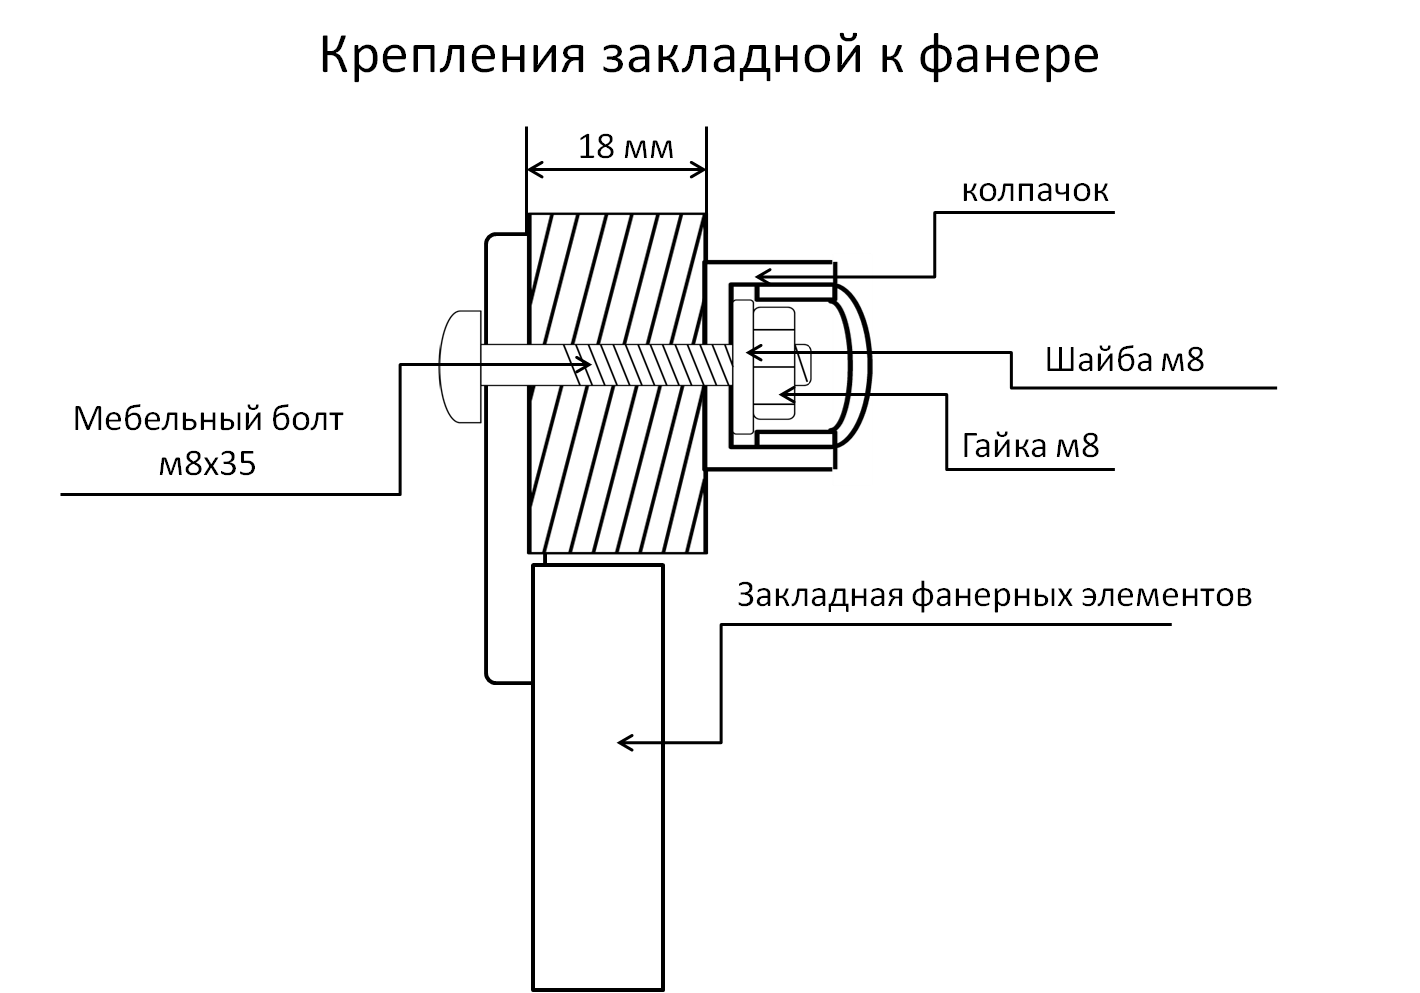 Крепления закладной к фанере
18 мм
колпачок
Шайба м8
Мебельный болт
м8х35
Гайка м8
Закладная фанерных элементов